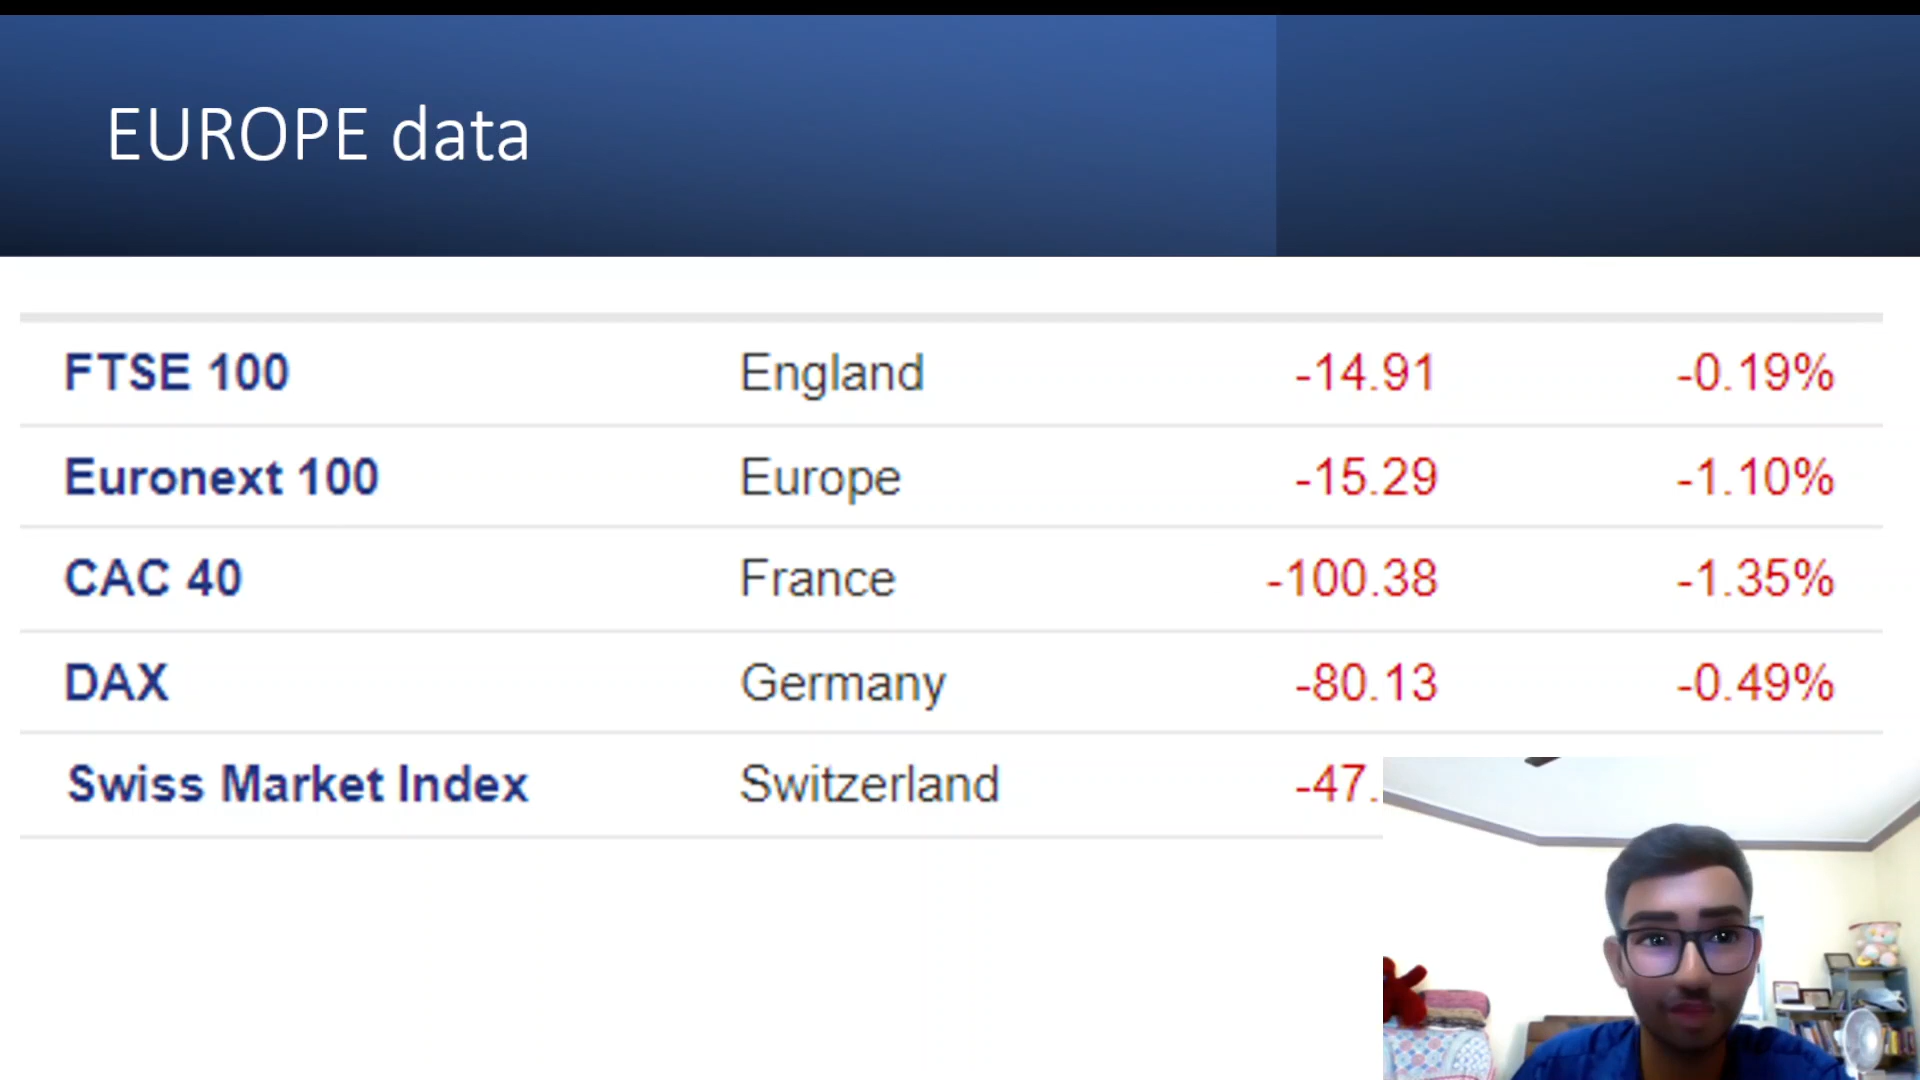 EUROPE data
FTSE 100 England -14.91 -0.19%
Euronext 100 Europe -15.29 -1.10%
CAC 40 France -100.38 -1.35%
DAX Germany -80.13 -0.49%
Swiss Market Index Switzerland -47.